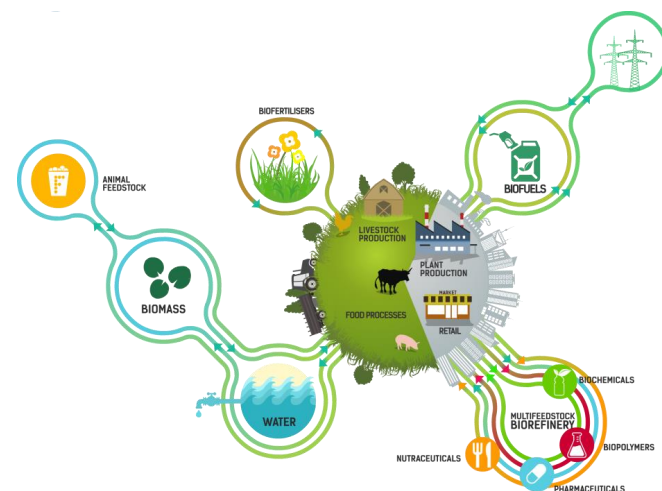 BIOFERTILISERS
ANIMAL
FEEDSTOCK
BIOFUELS
LIVESTOCK
PRODUCTION
PLANT
PRODUCTION
BIOMASS
MARKET
FOOD PROCESSES
RETAIL
WATER
BIOCHEMICALS
MULTIFEEDSTOCK
BIOREFINERY
BIOPOLYMERS
NUTRACEUTICALS
PHARMACEUTICALS